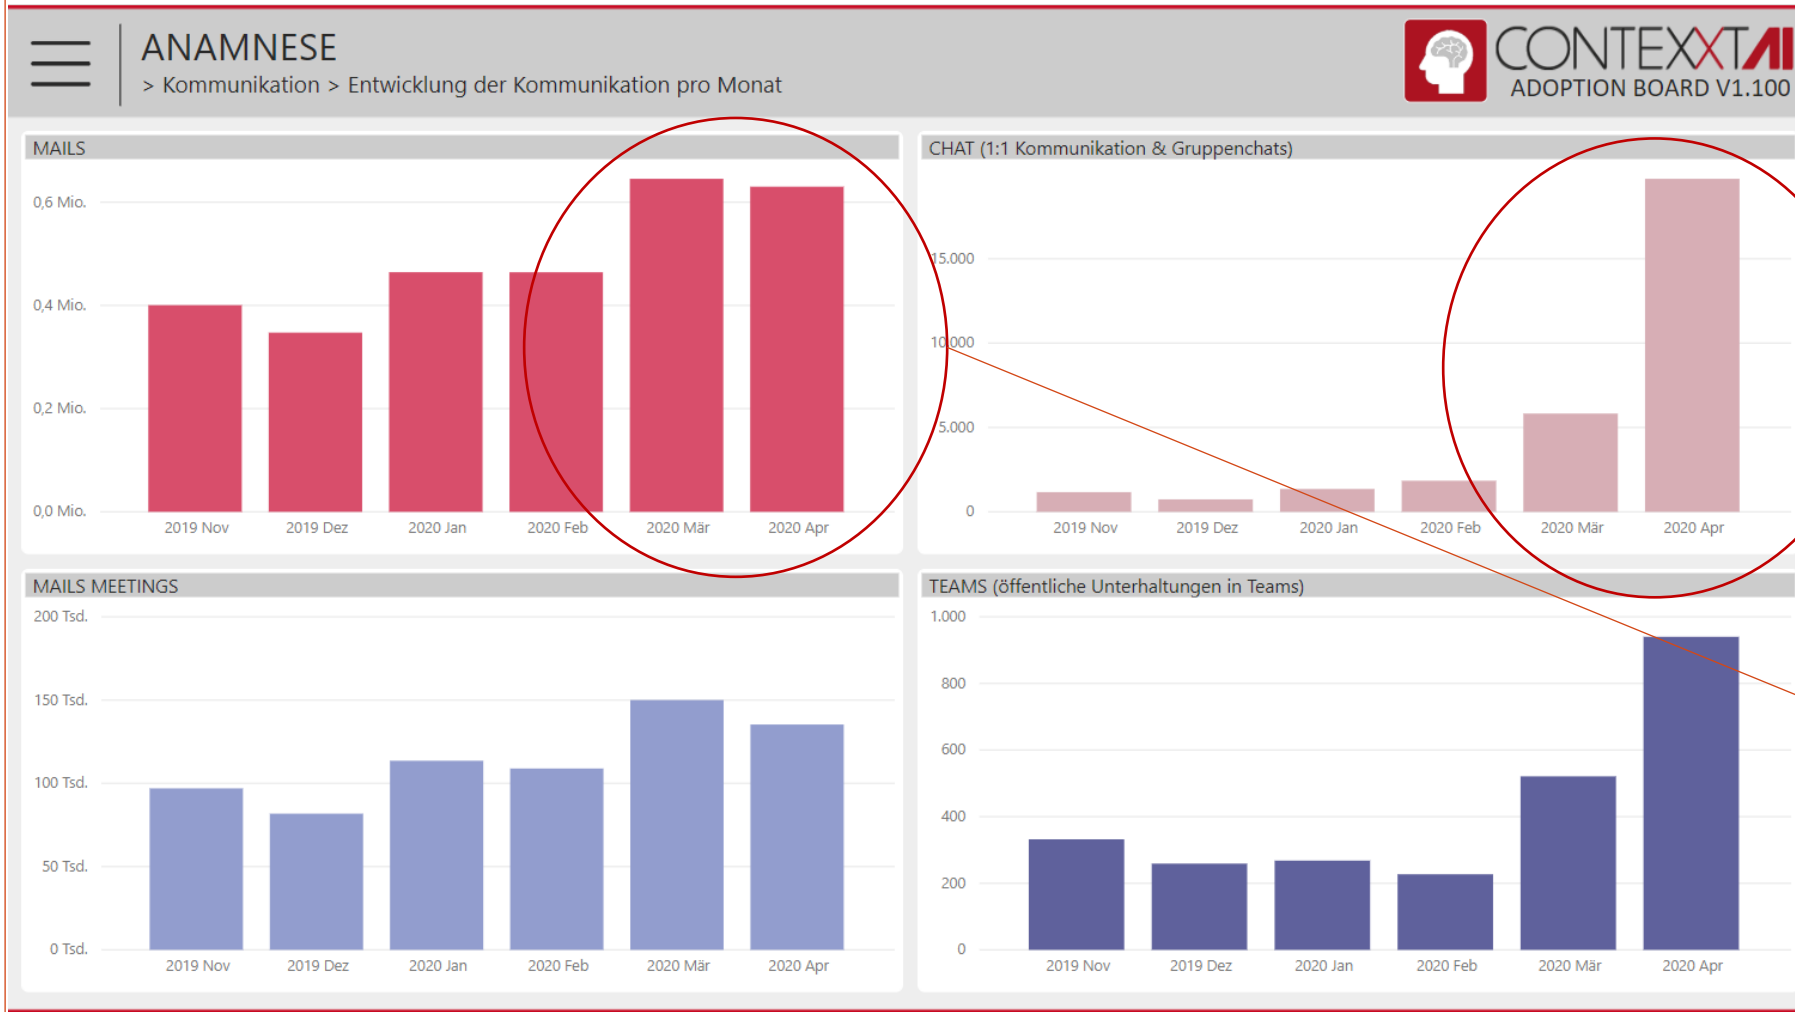 ANAMNESE
> Kommunikation > Entwicklung der Kommunikation pro Monat
CONTEXXTAI
ADOPTION BOARD V1.100
MAILS
0,6 Mio.
0,4 Mio.
0,2 Mio.
0,0 Mio.
2019 Nov 2019 Dez 2020 Jan 2020 Feb 2020 Mär 2020 Apr
CHAT (1:1 Kommunikation & Gruppenchats)
15.000
10.000
5.000
0
2019 Nov 2019 Dez 2020 Jan 2020 Feb 2020 Mär 2020 Apr
MAILS MEETINGS
200 Tsd.
150 Tsd.
100 Tsd.
50 Tsd.
0 Tsd.
2019 Nov 2019 Dez 2020 Jan 2020 Feb 2020 Mär 2020 Apr
TEAMS (öffentliche Unterhaltungen in Teams)
1.000
800
600
400
200
0
2019 Nov 2019 Dez 2020 Jan 2020 Feb 2020 Mär 2020 Apr